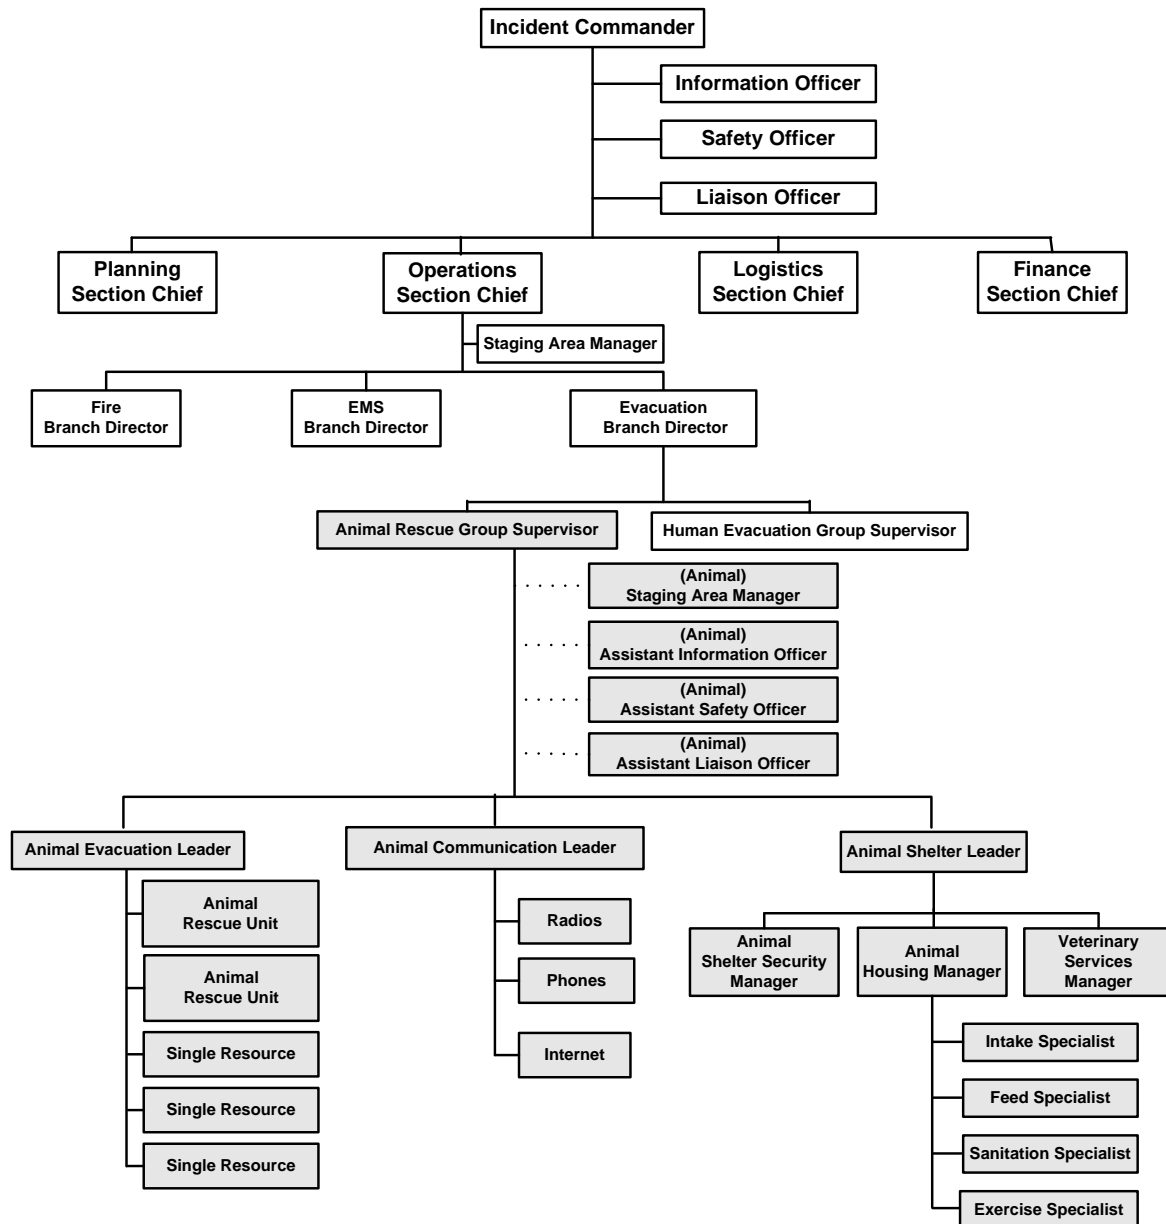 Incident Commander
Information Officer
Safety Officer
Liaison Officer
Planning
Section Chief
Operations
Section Chief
Logistics
Section Chief
Finance
Section Chief
Staging Area Manager
Fire
Branch Director
EMS
Branch Director
Evacuation
Branch Director
Animal Rescue Group Supervisor
Human Evacuation Group Supervisor
(Animal)
Staging Area Manager
(Animal)
Assistant Information Officer
(Animal)
Assistant Safety Officer
(Animal)
Assistant Liaison Officer
Animal Evacuation Leader
Animal Communication Leader
Animal Shelter Leader
Animal
Rescue Unit
Animal
Rescue Unit
Single Resource
Single Resource
Single Resource
Radios
Phones
Internet
Animal
Shelter Security
Manager
Animal
Housing Manager
Veterinary
Services
Manager
Intake Specialist
Feed Specialist
Sanitation Specialist
Exercise Specialist